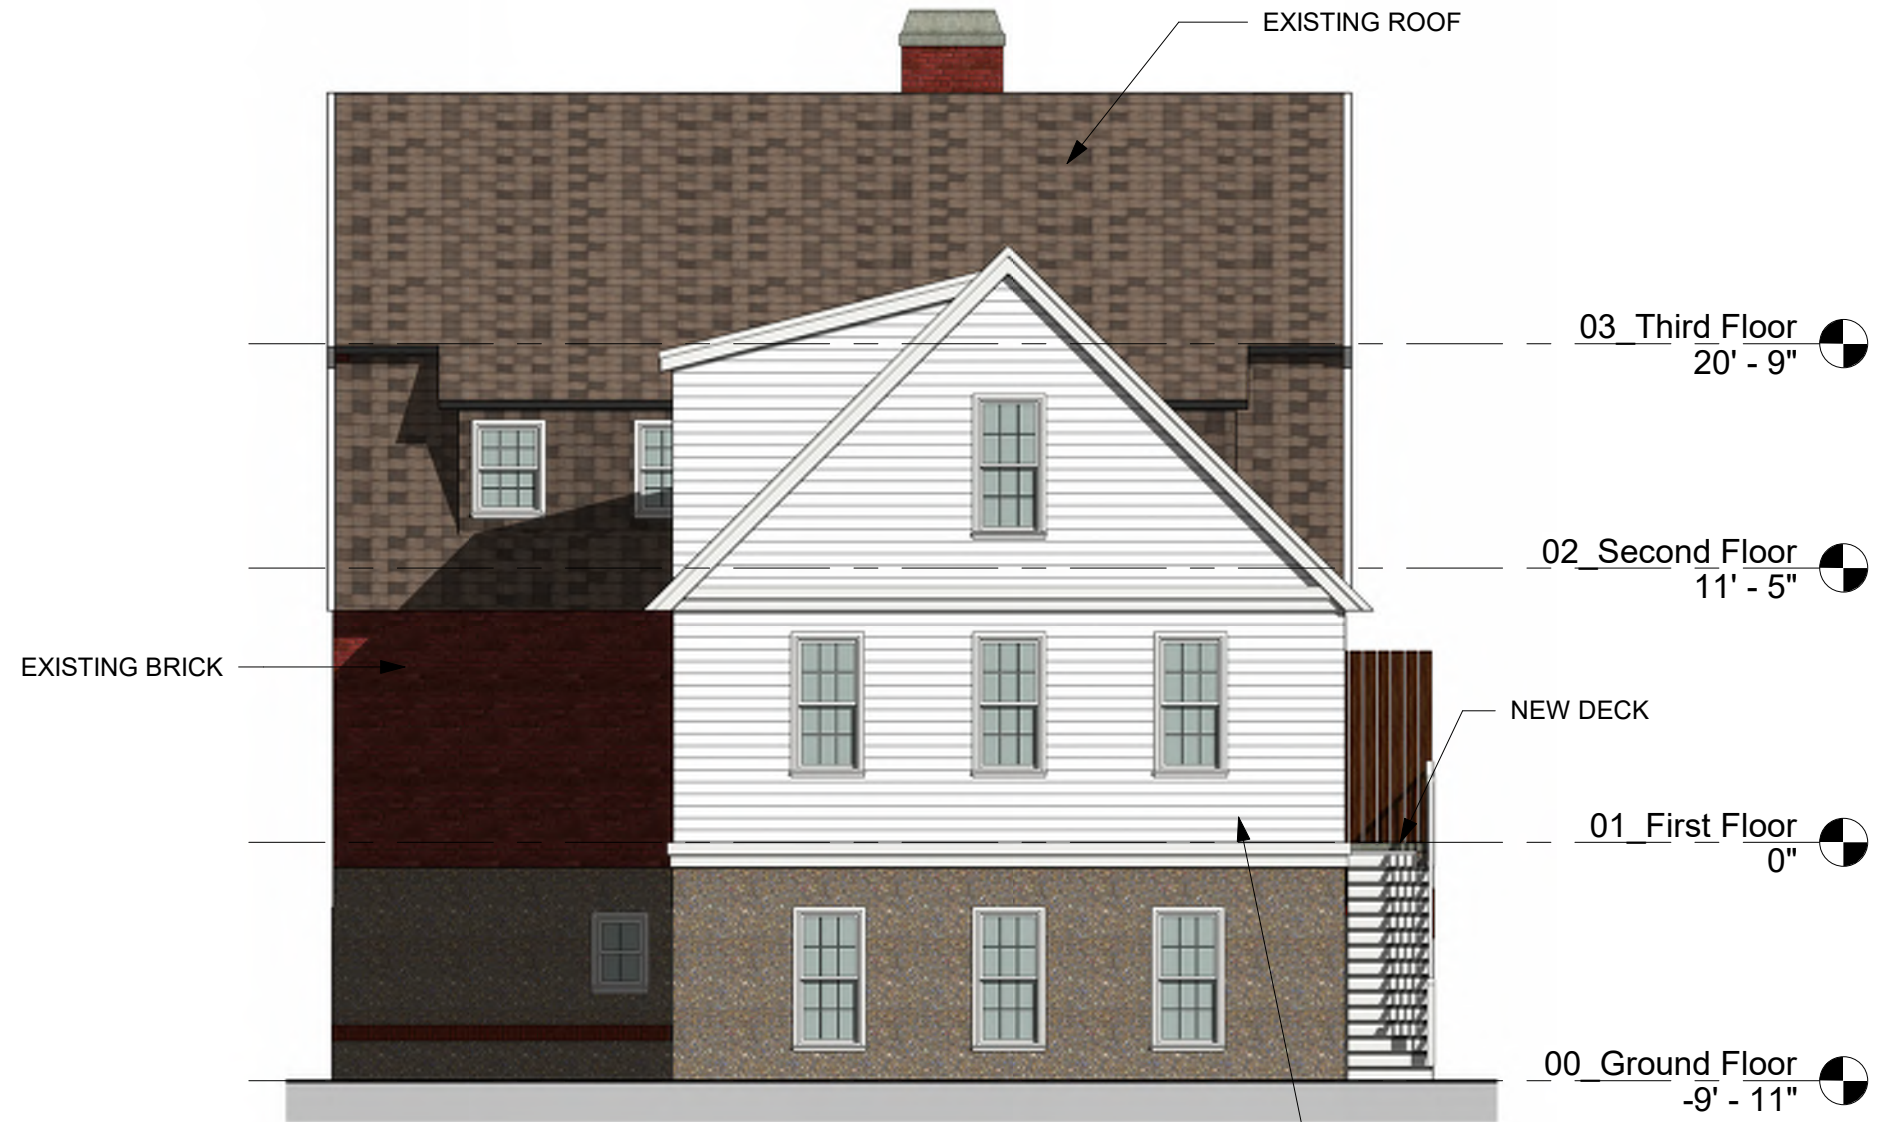 EXISTING ROOF
03_Third Floor
20' - 9"
02_Second Floor
11' - 5"
EXISTING BRICK
NEW DECK
01_First Floor
0"
00_Ground Floor
-9' - 11"